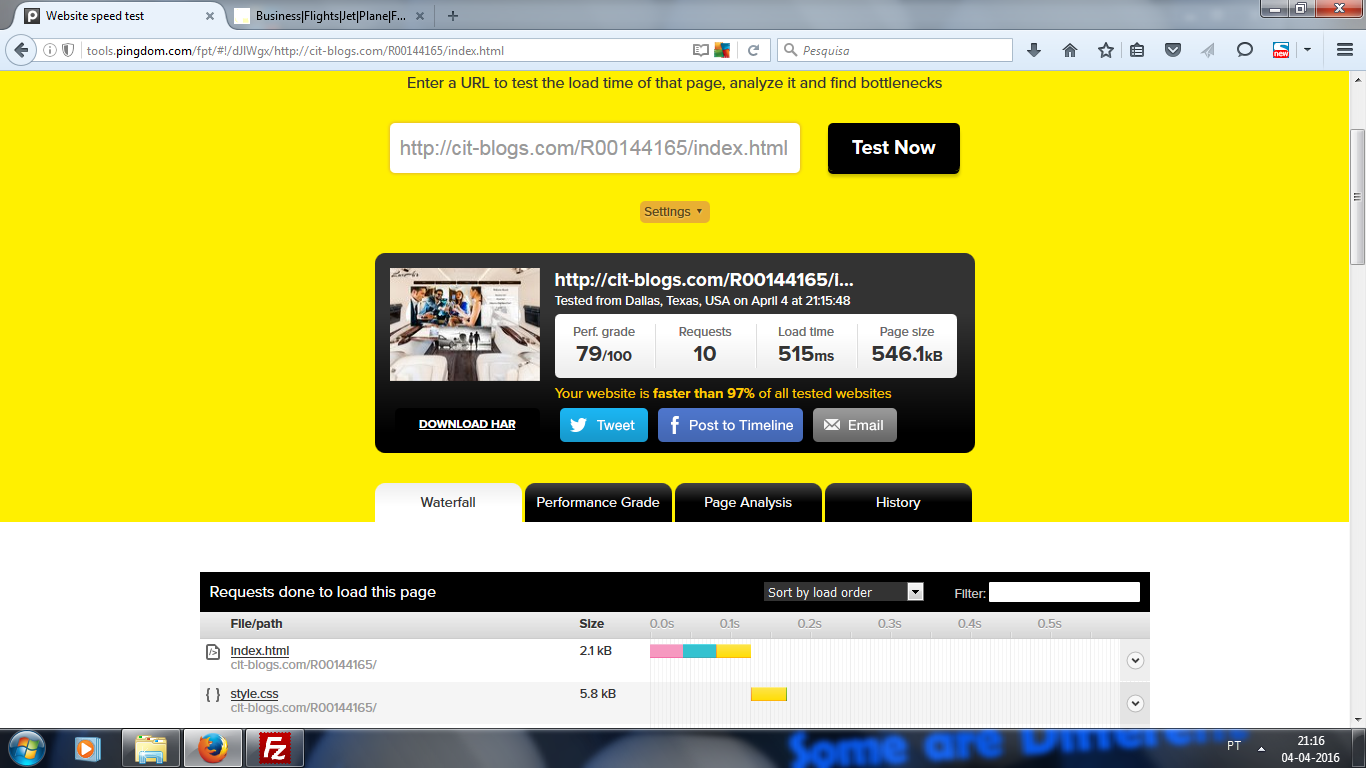 Website speed test
Business|Flights|Jet|Plane|F...
tools.pingdom.com/fpt/#!/dJIWgx/http://cit-blogs.com/R00144165/index.html
Pesquisa
new
Enter a URL to test the load time of that page, analyze it and find bottlenecks
http://cit-blogs.com/R00144165/index.html
Test Now
Settings
http://cit-blogs.com/R00144165/i...
Tested from Dallas, Texas, USA on April 4 at 21:15:48
Perf. grade Requests Load time Page size
79/100 10 515ms 546.1kB
Your website is faster than 97% of all tested websites
DOWNLOAD HAR
Tweet
Post to Timeline
Email
Waterfall Performance Grade Page Analysis History
Requests done to load this page
Sort by load order
Filter:
File/path Size 0.0s 0.1s 0.2s 0.3s 0.4s 0.5s
index.html 2.1 kB
cit-blogs.com/R00144165/
style.css 5.8 kB
cit-blogs.com/R00144165/
Fz
Some are Different
PT
21:16
04-04-2016